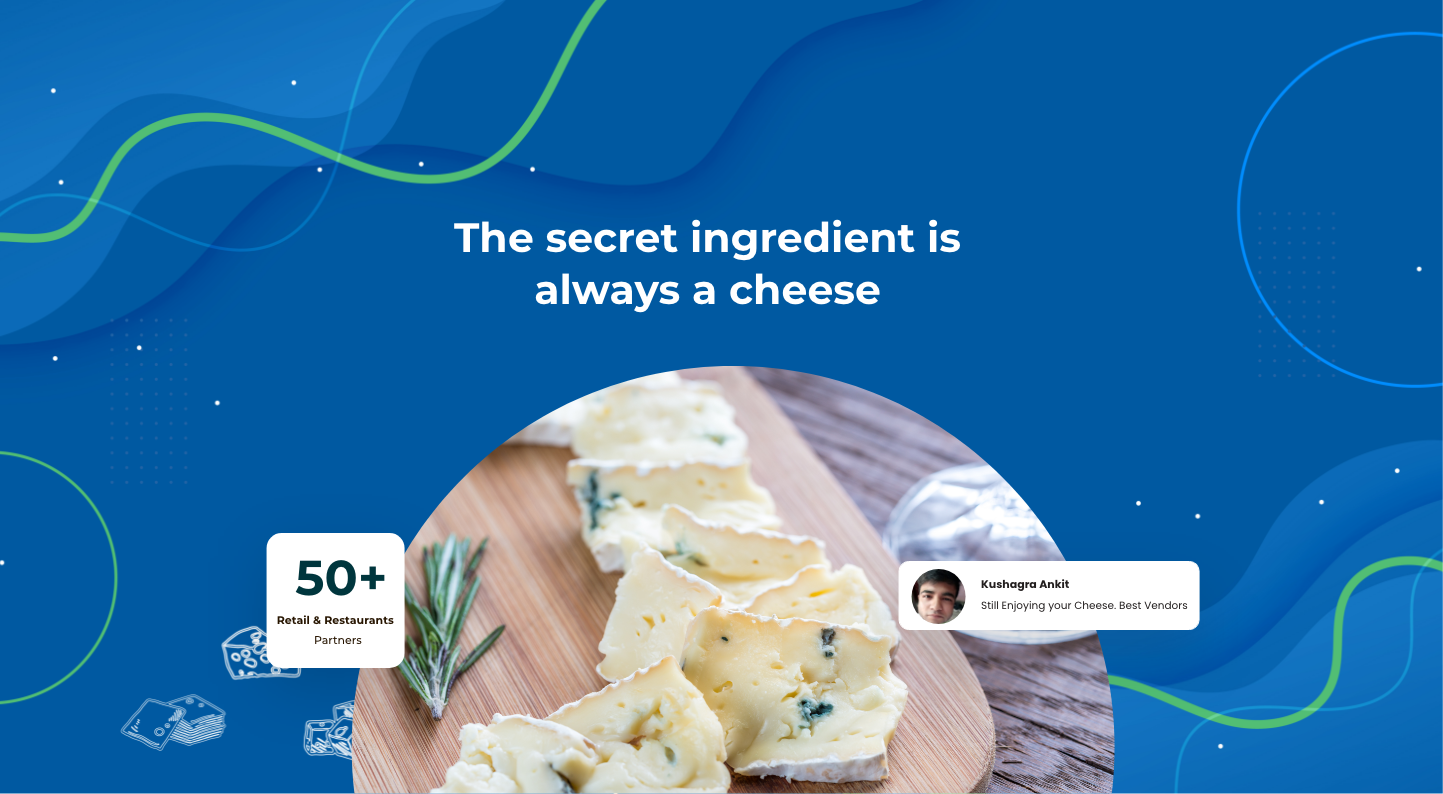 The secret ingredient is
always a cheese
50+
Retail & Restaurants
Partners
Kushagra Ankit
Still Enjoying your Cheese. Best Vendors